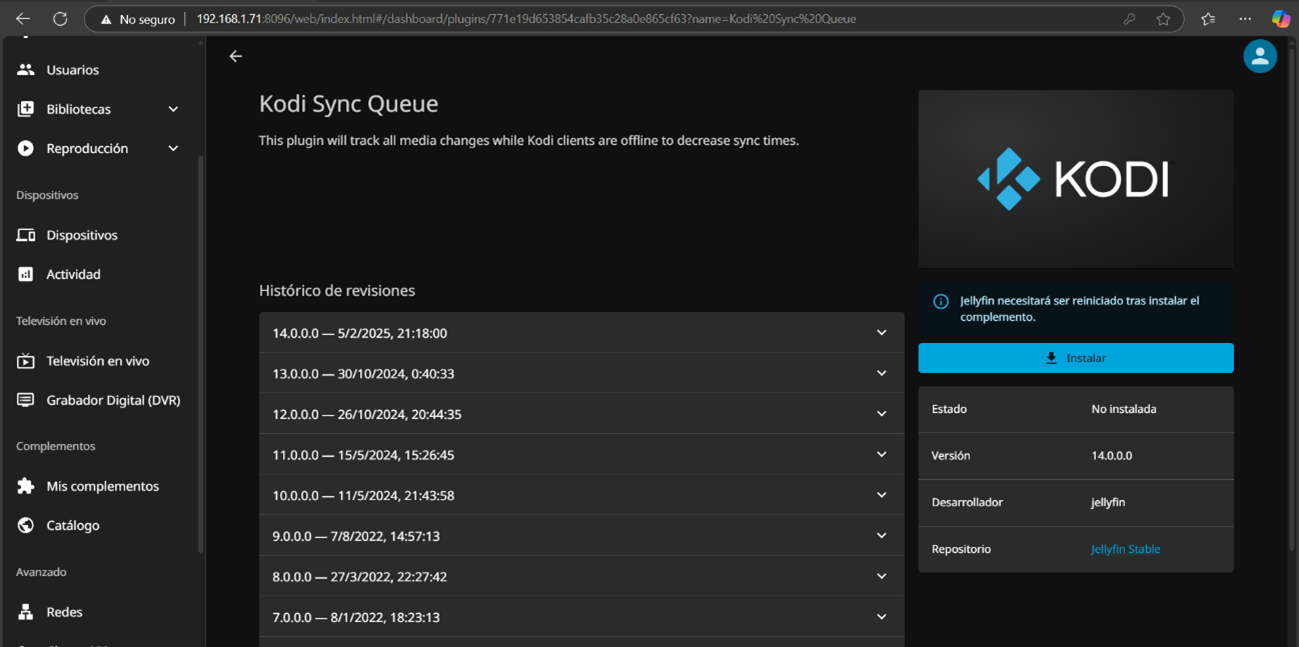 No seguro
192.168.1.71:8096/web/index.html#/dashboard/plugins/771e19d653854cafb35c28a0e865cf63?name=Kodi%20Sync%20Queue
Usuarios
Bibliotecas
Reproducción
Dispositivos
Dispositivos
Actividad
Televisión en vivo
Televisión en vivo
Grabador Digital (DVR)
Complementos
Mis complementos
Catálogo
Avanzado
Redes
Kodi Sync Queue
This plugin will track all media changes while Kodi clients are offline to decrease sync times.
Histórico de revisiones
14.0.0.0 — 5/2/2025, 21:18:00
13.0.0.0 — 30/10/2024, 0:40:33
12.0.0.0 — 26/10/2024, 20:44:35
11.0.0.0 — 15/5/2024, 15:26:45
10.0.0.0 — 11/5/2024, 21:43:58
9.0.0.0 — 7/8/2022, 14:57:13
8.0.0.0 — 27/3/2022, 22:27:42
7.0.0.0 — 8/1/2022, 18:23:13
KODI
Jellyfin necesitará ser reiniciado tras instalar el
complemento.
Instalar
Estado No instalada
Versión 14.0.0.0
Desarrollador jellyfin
Repositorio Jellyfin Stable